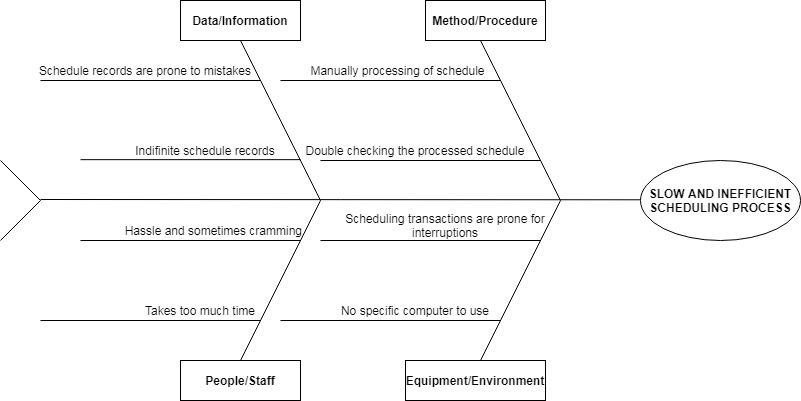 Data/Information
Method/Procedure
Schedule records are prone to mistakes
Manually processing of schedule
Indifinite schedule records
Double checking the processed schedule
SLOW AND INEFFICIENT
SCHEDULING PROCESS
Hassle and sometimes cramming
Scheduling transactions are prone for
interruptions
Takes too much time
No specific computer to use
People/Staff
Equipment/Environment